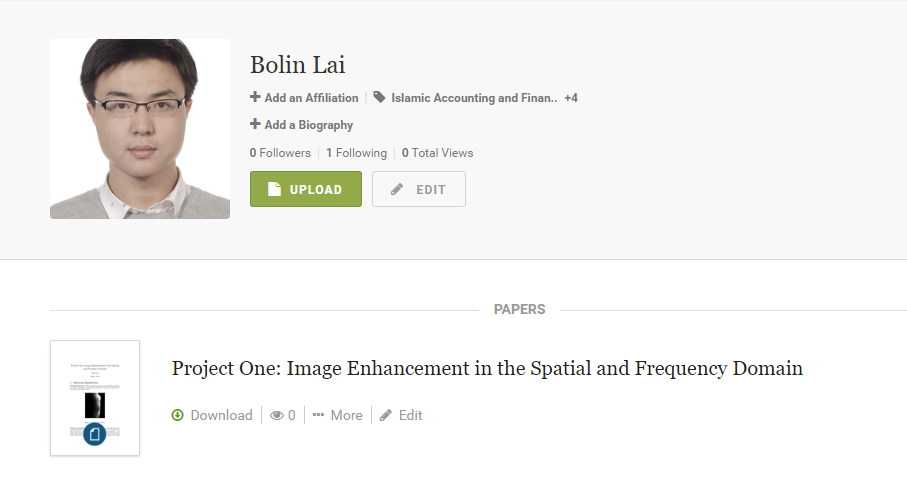 Bolin Lai
Add an Affiliation | Islamic Accounting and Finan.. +4
Add a Biography
0 Followers | 1 Following | 0 Total Views
UPLOAD EDIT
PAPERS
Project One: Image Enhancement in the Spatial and Frequency Domain
Download | 0 | More | Edit